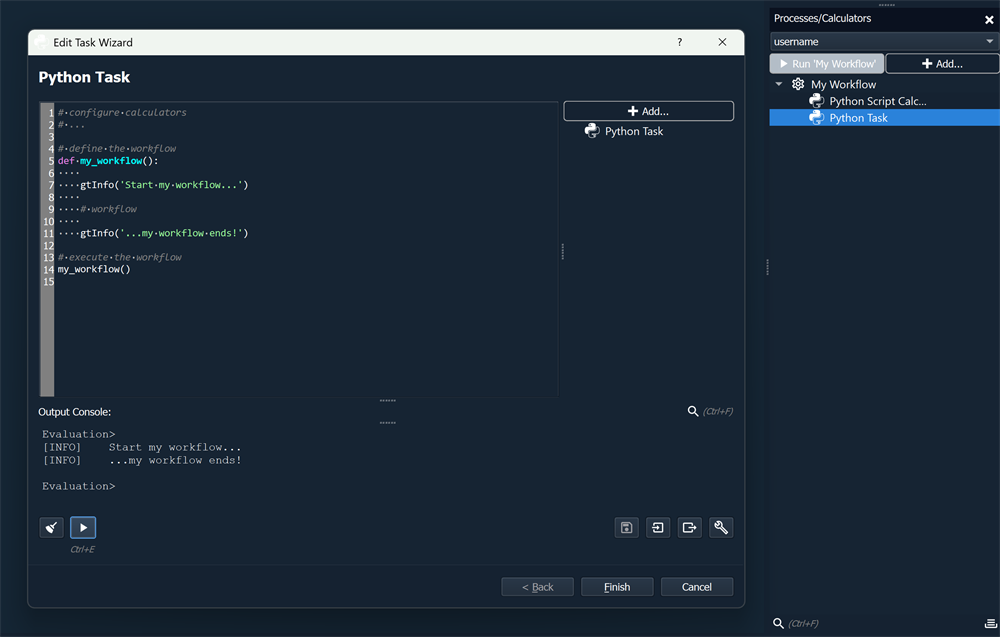 Edit Task Wizard
?
Python Task
1 #·configure·calculators
2 #·...
3
4 #·define·the·workflow
5 def·my_workflow():
6 ····
7 ····gtInfo('Start·my·workflow...')
8 ····
9 ····#·workflow
10 ····
11 ····gtInfo('...my·workflow·ends!')
12
13 #·execute·the·workflow
14 my_workflow()
15
Add...
Python Task
Output Console:
(Ctrl+F)
Evaluation>
[INFO] Start my workflow...
[INFO] ...my workflow ends!
Evaluation>
Ctrl+E
< Back
Finish
Cancel
Processes/Calculators
username
Run 'My Workflow'
Add...
My Workflow
Python Script Calc...
Python Task
(Ctrl+F)